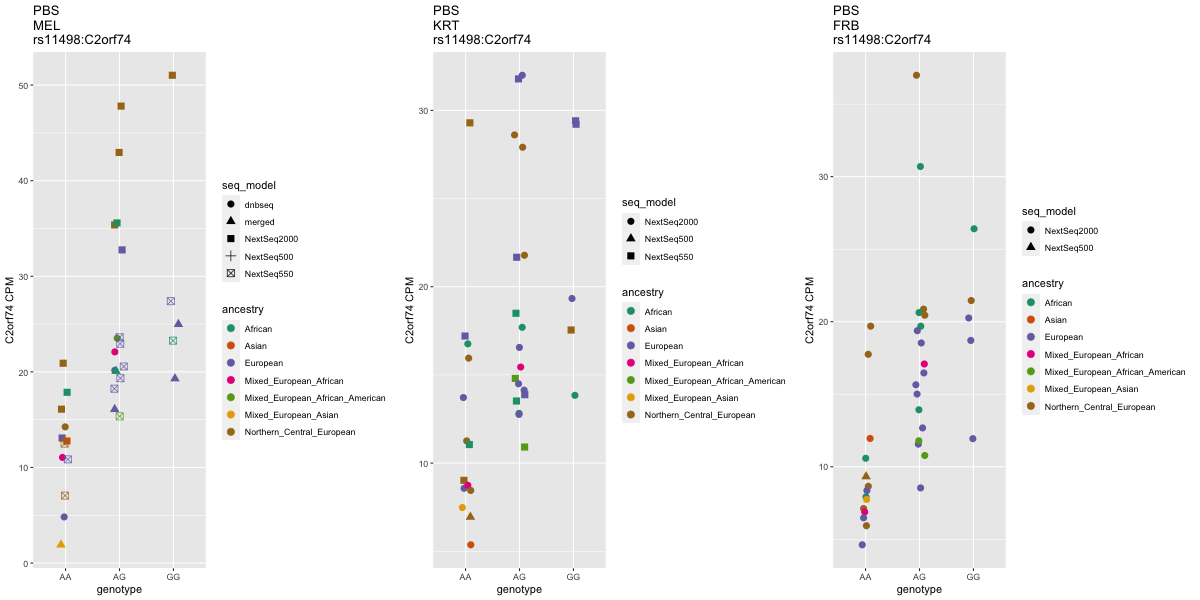 PBS
MEL
rs11498:C2orf74
C2orf74 CPM
50
40
30
20
10
0
AA
AG
GG
genotype
seq_model
dnbseq
merged
NextSeq2000
NextSeq500
NextSeq550
ancestry
African
Asian
European
Mixed_European_African
Mixed_European_African_American
Mixed_European_Asian
Northern_Central_European
PBS
KRT
rs11498:C2orf74
C2orf74 CPM
30
20
10
AA
AG
GG
genotype
seq_model
NextSeq2000
NextSeq500
NextSeq550
ancestry
African
Asian
European
Mixed_European_African
Mixed_European_African_American
Mixed_European_Asian
Northern_Central_European
PBS
FRB
rs11498:C2orf74
C2orf74 CPM
30
20
10
AA
AG
GG
genotype
seq_model
NextSeq2000
NextSeq500
ancestry
African
Asian
European
Mixed_European_African
Mixed_European_African_American
Mixed_European_Asian
Northern_Central_European